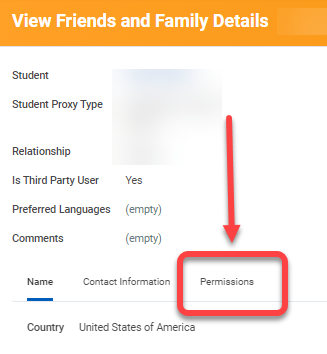 View Friends and Family Details
Student
Student Proxy Type
Relationship
Is Third Party User Yes
Preferred Languages (empty)
Comments (empty)
Name Contact Information Permissions
Country United States of America